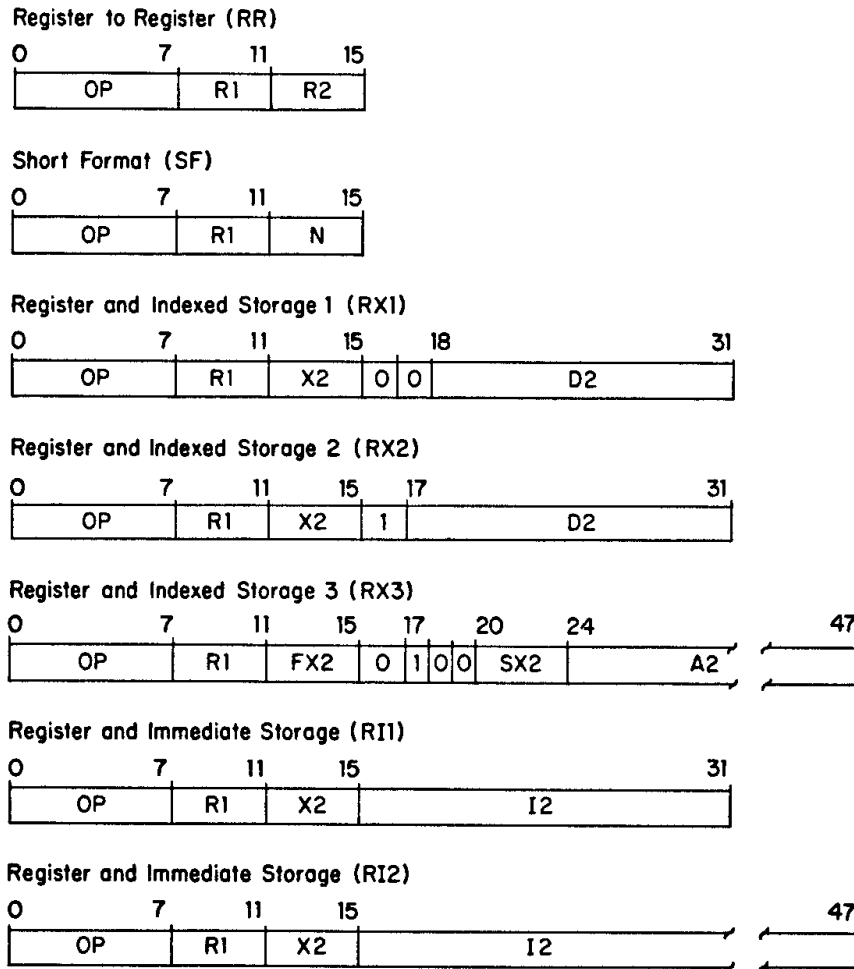 Register to Register (RR)
0 7 11 15
OP R1 R2
Short Format (SF)
0 7 11 15
OP R1 N
Register and Indexed Storage 1 (RX1)
0 7 11 15 18 31
OP R1 X2 0 0 D2
Register and Indexed Storage 2 (RX2)
0 7 11 15 17 31
OP R1 X2 1 D2
Register and Indexed Storage 3 (RX3)
0 7 11 15 17 20 24 47
OP R1 FX2 0 1 0 0 SX2 A2
Register and Immediate Storage (RI1)
0 7 11 15 31
OP R1 X2 I2
Register and Immediate Storage (RI2)
0 7 11 15 47
OP R1 X2 I2